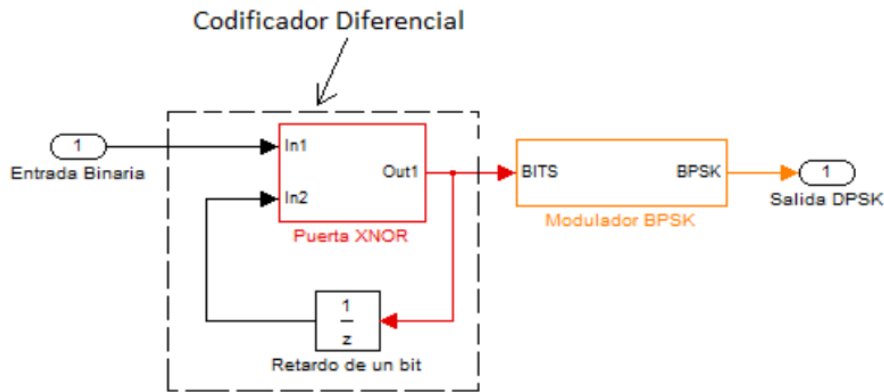 Codificador Diferencial
1
Entrada Binaria
In1
In2
Out1
Puerta XNOR
1
z
Retardo de un bit
BITS
BPSK
Modulador BPSK
1
Salida DPSK